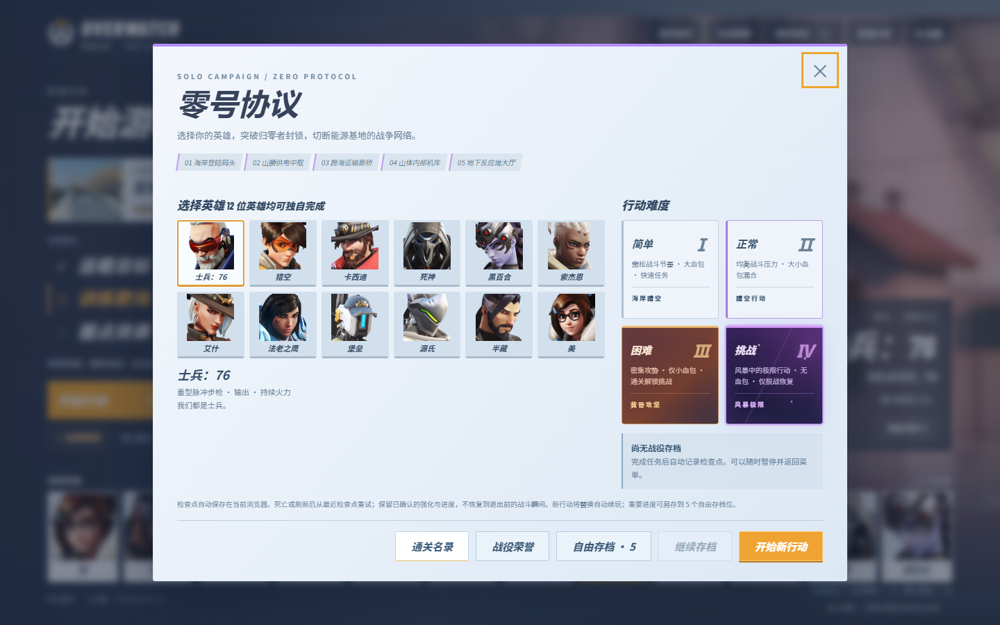 OVERWATCH
SOLO CAMPAIGN / ZERO PROTOCOL
零号协议
选择你的英雄，突破归零者封锁，切断能源基地的战争网络。
01 海岸登陆码头
02 山腰供电中枢
03 跨海运输廊桥
04 山体内部机库
05 地下反应堆大厅
选择英雄 12 位英雄均可独自完成
士兵：76
猎空
卡西迪
死神
黑百合
索杰恩
艾什
法老之鹰
堡垒
源氏
半藏
美
士兵：76
重型脉冲步枪 · 输出 · 持续火力
我们都是士兵。
行动难度
简单
I
宽松战斗节奏 · 大血包
· 快速任务
海岸晴空
正常
II
均衡战斗压力 · 大小血
包混合
晴空行动
困难
III
密集攻势 · 仅小血包 ·
通关解锁挑战
黄昏攻坚
挑战
IV
风暴中的极限行动 · 无
血包 · 仅脱战恢复
风暴极限
尚无战役存档
完成任务后自动记录检查点。可以随时暂停并返回菜
单。
检查点自动保存在当前浏览器。死亡或刷新后从最近检查点重试；保留已确认的强化与进度，不恢复到退出前的战斗瞬间。新行动将替换自动续玩；重要进度可另存到 5 个自由存档位。
通关名录
战役荣誉
自由存档 · 5
继续存档
开始新行动